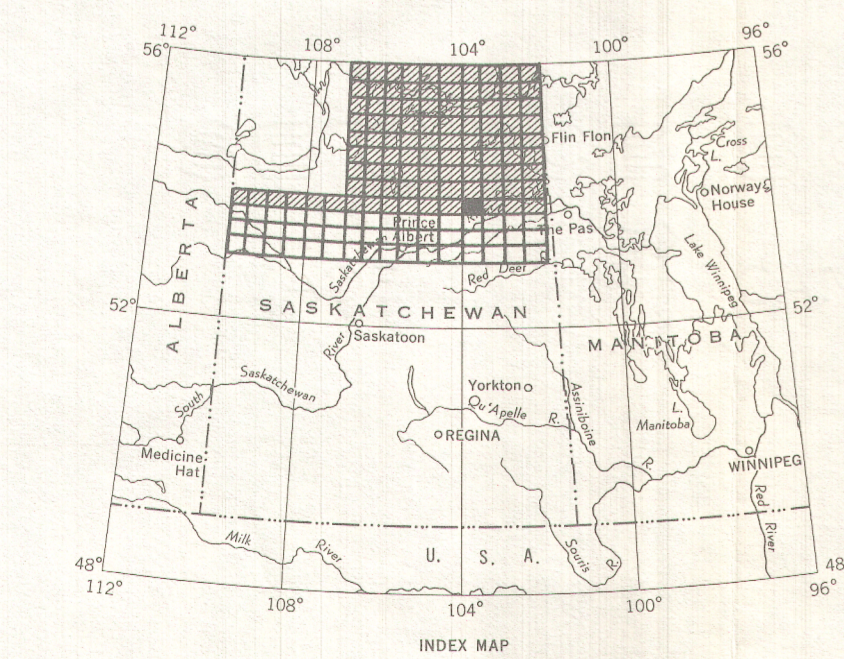 112°
108°
104°
100°
96°
56°
56°
Flin Flon
Cross
L.
Norway
House
Prince
Albert
The Pas
ALBERTA
Saskatchewan
Red Deer
Lake Winnipeg
52°
52°
SASKATCHEWAN
MANITOBA
Saskatoon
River
Saskatchewan
South
Yorkton
Qu'Appelle
R.
Assiniboine
L.
Manitoba
REGINA
Medicine
Hat
R.
WINNIPEG
Red
River
Milk
River
U. S. A.
Souris
R.
48°
48
112°
108°
104°
100°
96°
INDEX MAP